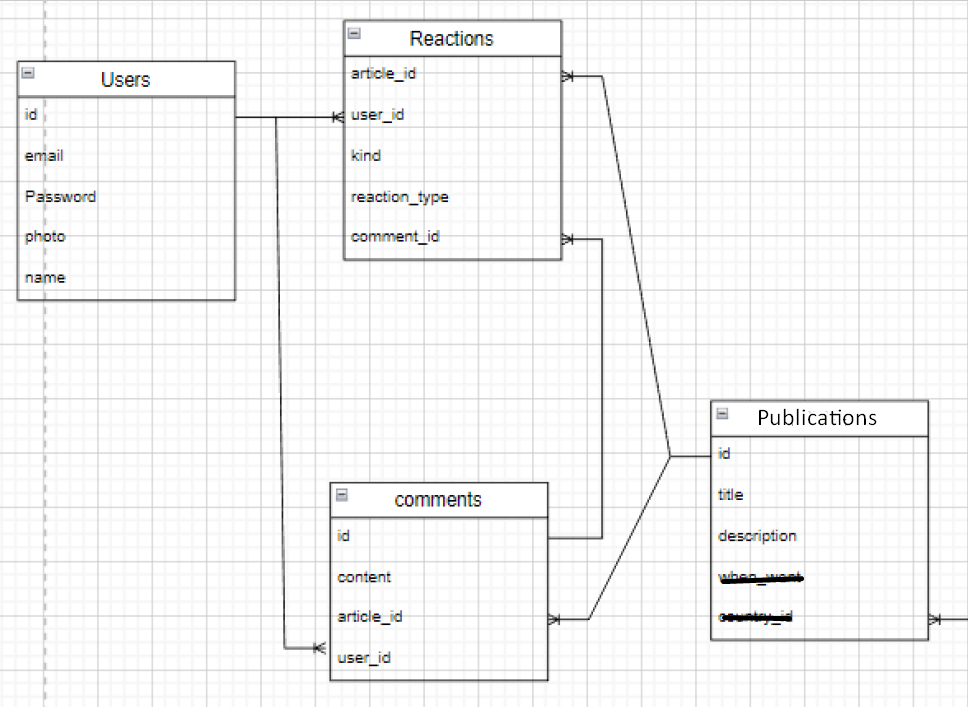 Users
id
email
Password
photo
name
Reactions
article_id
user_id
kind
reaction_type
comment_id
comments
id
content
article_id
user_id
Publications
id
title
description
country_id